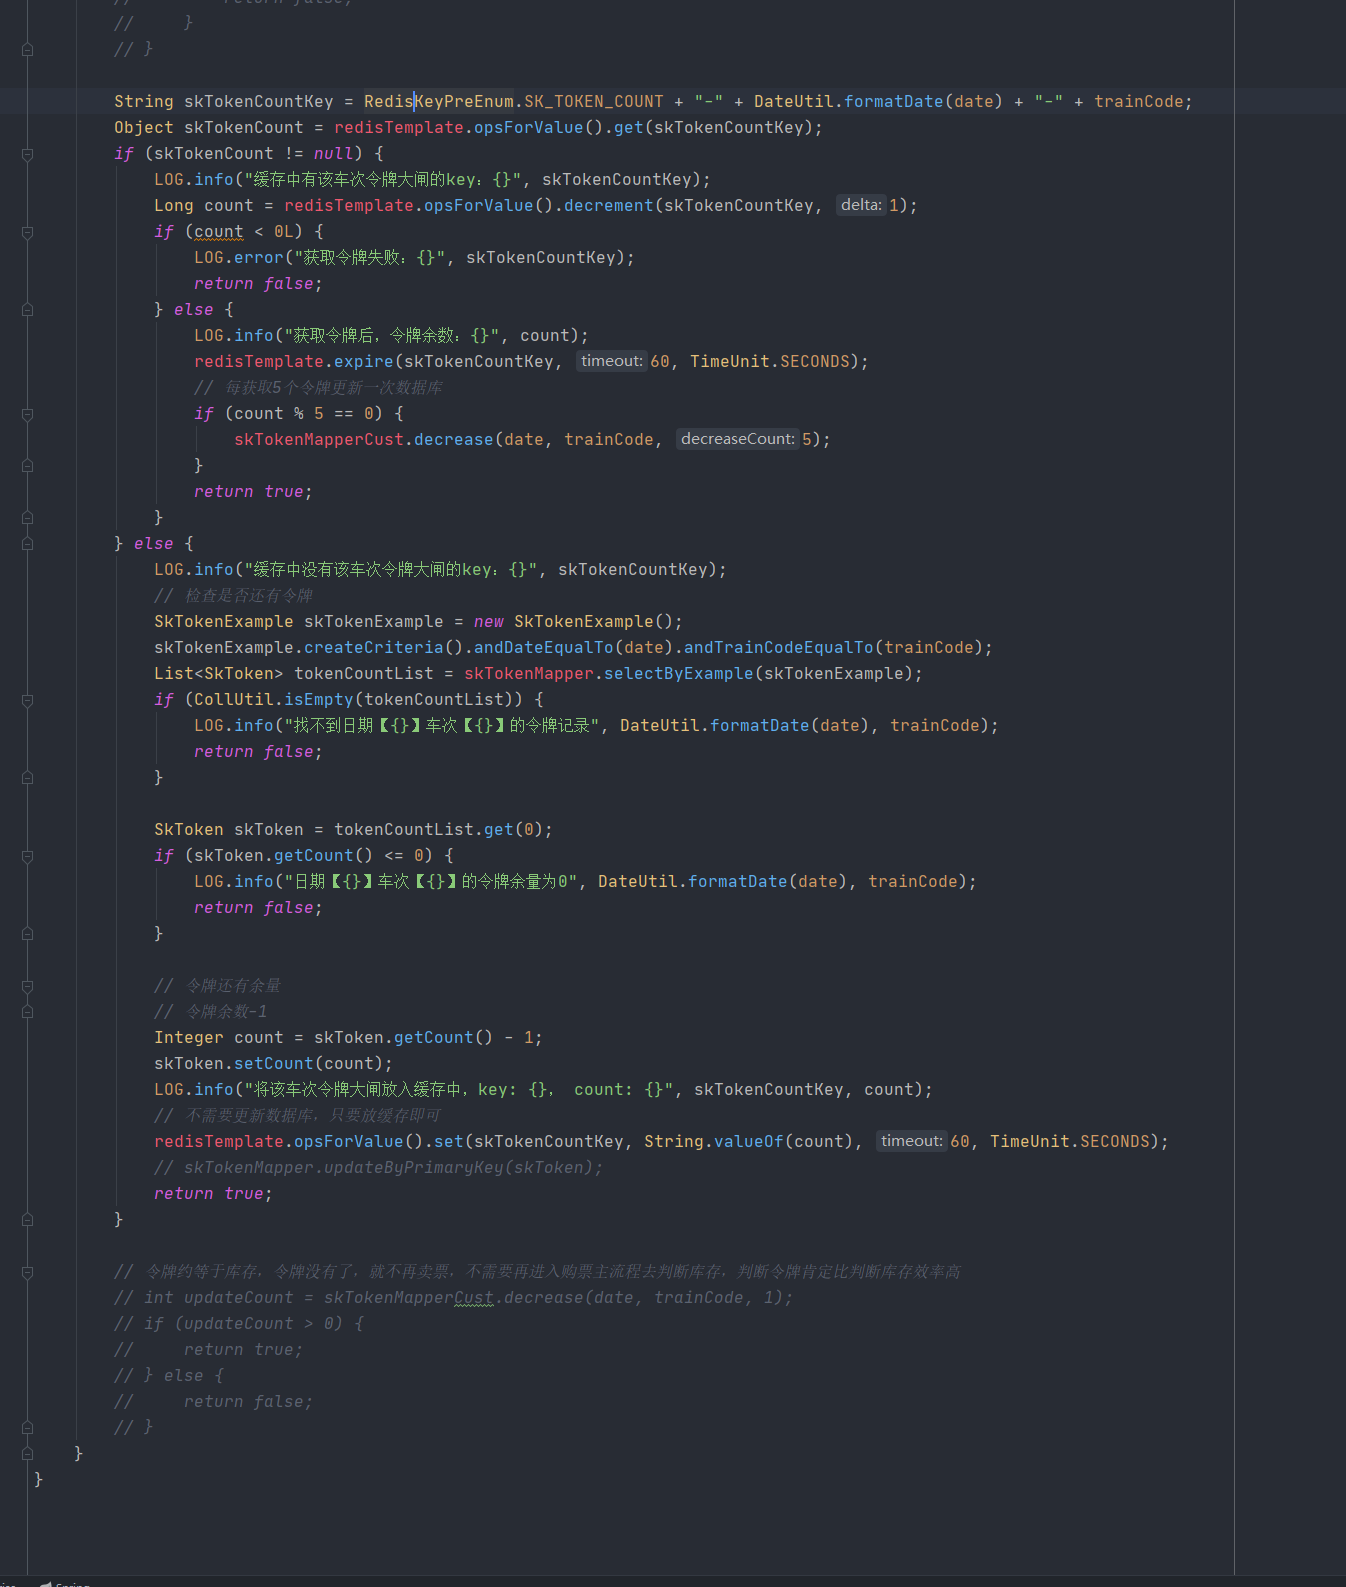 //         return false;
//     }
// }
String skTokenCountKey = RedisKeyPreEnum.SK_TOKEN_COUNT + "-" + DateUtil.formatDate(date) + "-" + trainCode;
Object skTokenCount = redisTemplate.opsForValue().get(skTokenCountKey);
if (skTokenCount != null) {
LOG.info("缓存中有该车次令牌大闸的key：{}", skTokenCountKey);
Long count = redisTemplate.opsForValue().decrement(skTokenCountKey, delta: 1);
if (count < 0L) {
LOG.error("获取令牌失败：{}", skTokenCountKey);
return false;
} else {
LOG.info("获取令牌后，令牌余数：{}", count);
redisTemplate.expire(skTokenCountKey, timeout: 60, TimeUnit.SECONDS);
// 每获取5个令牌更新一次数据库
if (count % 5 == 0) {
skTokenMapperCust.decrease(date, trainCode, decreaseCount: 5);
}
return true;
}
} else {
LOG.info("缓存中没有该车次令牌大闸的key：{}", skTokenCountKey);
// 检查是否还有令牌
SkTokenExample skTokenExample = new SkTokenExample();
skTokenExample.createCriteria().andDateEqualTo(date).andTrainCodeEqualTo(trainCode);
List<SkToken> tokenCountList = skTokenMapper.selectByExample(skTokenExample);
if (CollUtil.isEmpty(tokenCountList)) {
LOG.info("找不到日期【{}】车次【{}】的令牌记录", DateUtil.formatDate(date), trainCode);
return false;
}
SkToken skToken = tokenCountList.get(0);
if (skToken.getCount() <= 0) {
LOG.info("日期【{}】车次【{}】的令牌余量为0", DateUtil.formatDate(date), trainCode);
return false;
}
// 令牌还有余量
// 令牌余数-1
Integer count = skToken.getCount() - 1;
skToken.setCount(count);
LOG.info("将该车次令牌大闸放入缓存中，key: {}， count: {}", skTokenCountKey, count);
// 不需要更新数据库，只要放缓存即可
redisTemplate.opsForValue().set(skTokenCountKey, String.valueOf(count), timeout: 60, TimeUnit.SECONDS);
// skTokenMapper.updateByPrimaryKey(skToken);
return true;
}
// 令牌约等于库存，令牌没有了，就不再卖票，不需要再进入购票主流程去判断库存，判断令牌肯定比判断库存效率高
// int updateCount = skTokenMapperCust.decrease(date, trainCode, 1);
// if (updateCount > 0) {
//     return true;
// } else {
//     return false;
// }
}
}
Spring